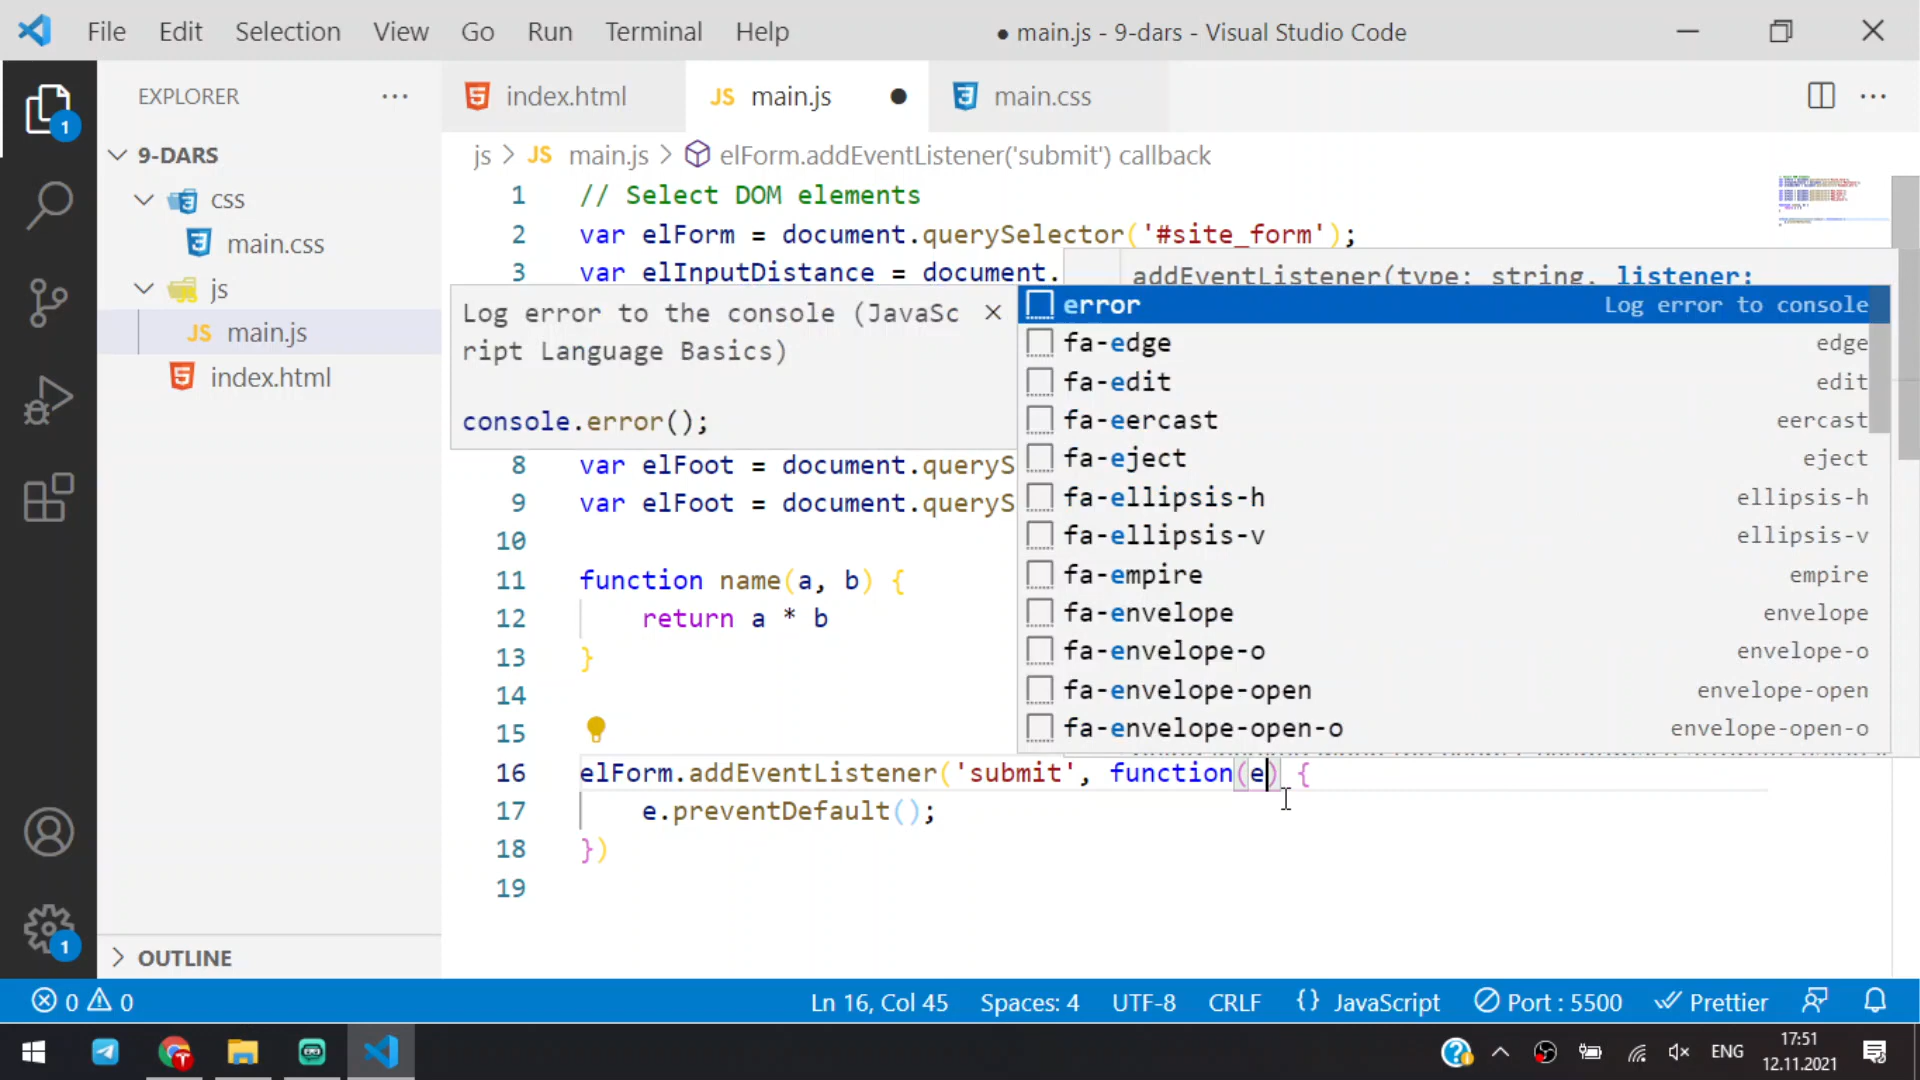 File Edit Selection View Go Run Terminal Help
● main.js - 9-dars - Visual Studio Code
EXPLORER
index.html
JS main.js
main.css
9-DARS
js > JS main.js > elForm.addEventListener('submit') callback
css
main.css
js
JS main.js
index.html
1 // Select DOM elements
2 var elForm = document.querySelector('#site_form');
3 var elInputDistance = document.
addEventListener(type: string, listener:
Log error to the console (JavaSc
ript Language Basics)
console.error();
error Log error to console
fa-edge edge
fa-edit edit
fa-eercast eercast
fa-eject eject
fa-ellipsis-h ellipsis-h
fa-ellipsis-v ellipsis-v
fa-empire empire
fa-envelope envelope
fa-envelope-o envelope-o
fa-envelope-open envelope-open
fa-envelope-open-o envelope-open-o
8 var elFoot = document.queryS
9 var elFoot = document.queryS
10
11 function name(a, b) {
12 return a * b
13 }
14
15
16 elForm.addEventListener('submit', function(e) {
17 e.preventDefault();
18 })
19
OUTLINE
1
1
0 0
Ln 16, Col 45 Spaces: 4 UTF-8 CRLF {} JavaScript Port : 5500 Prettier
ENG
17:51
12.11.2021